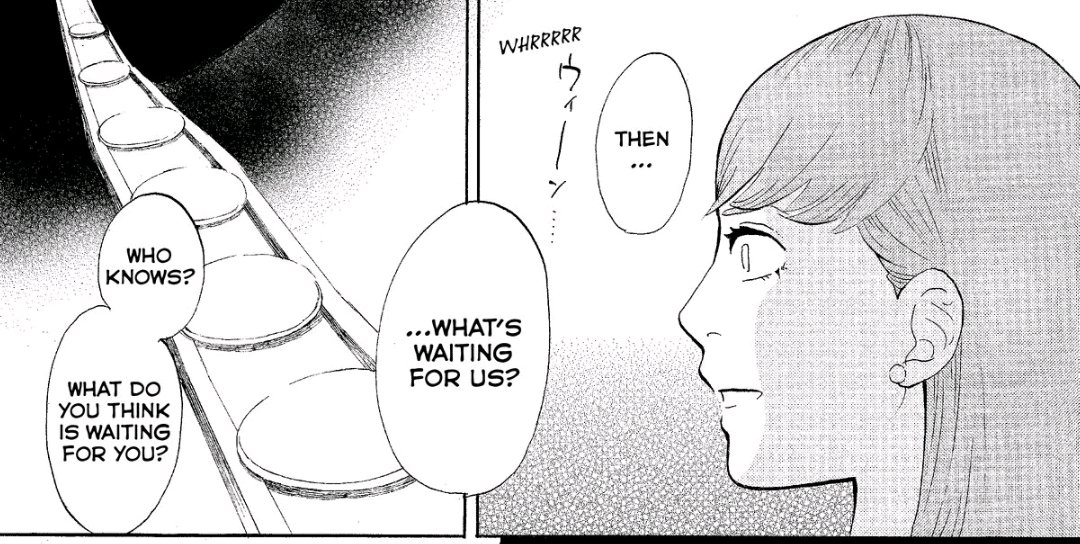 WHRRRRR
ウィーン……
THEN
...
...WHAT'S
WAITING
FOR US?
WHO
KNOWS?
WHAT DO
YOU THINK
IS WAITING
FOR YOU?